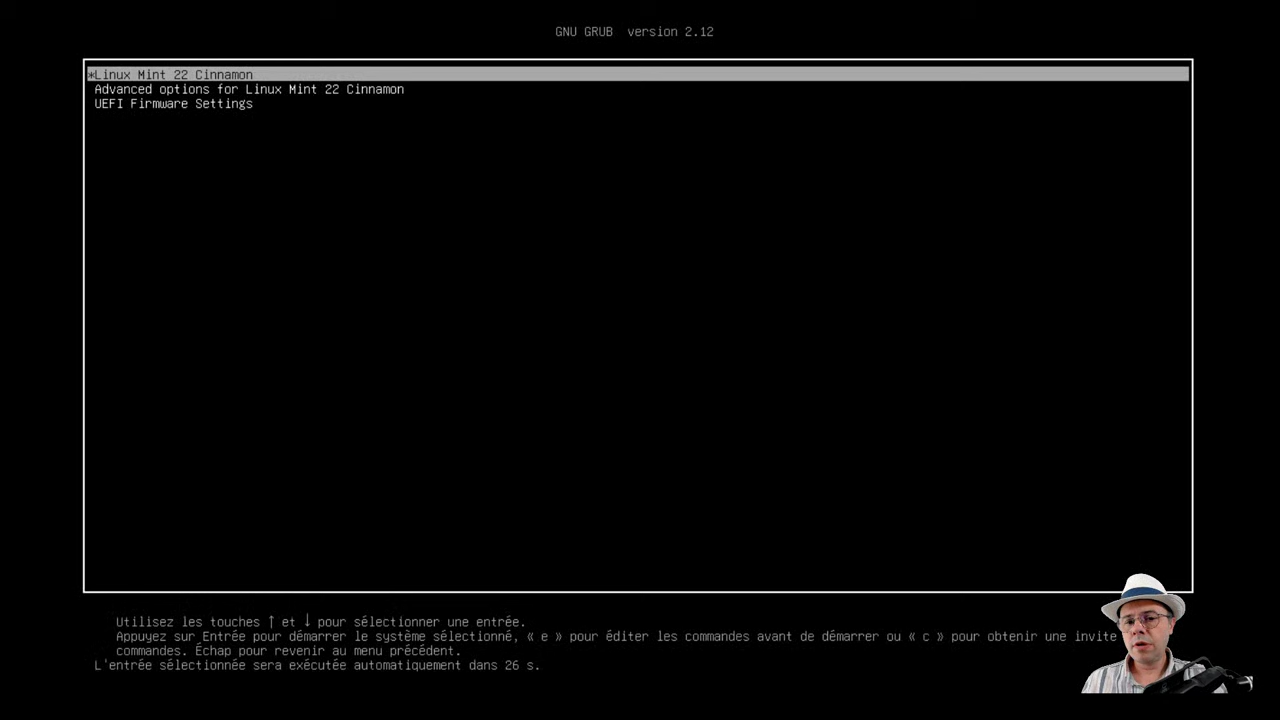 GNU GRUB version 2.12
*Linux Mint 22 Cinnamon
Advanced options for Linux Mint 22 Cinnamon
UEFI Firmware Settings
Utilisez les touches ↑ et ↓ pour sélectionner une entrée.
Appuyez sur Entrée pour démarrer le système sélectionné, « e » pour éditer les commandes avant de démarrer ou « c » pour obtenir une invite
commandes. Échap pour revenir au menu précédent.
L'entrée sélectionnée sera exécutée automatiquement dans 26 s.